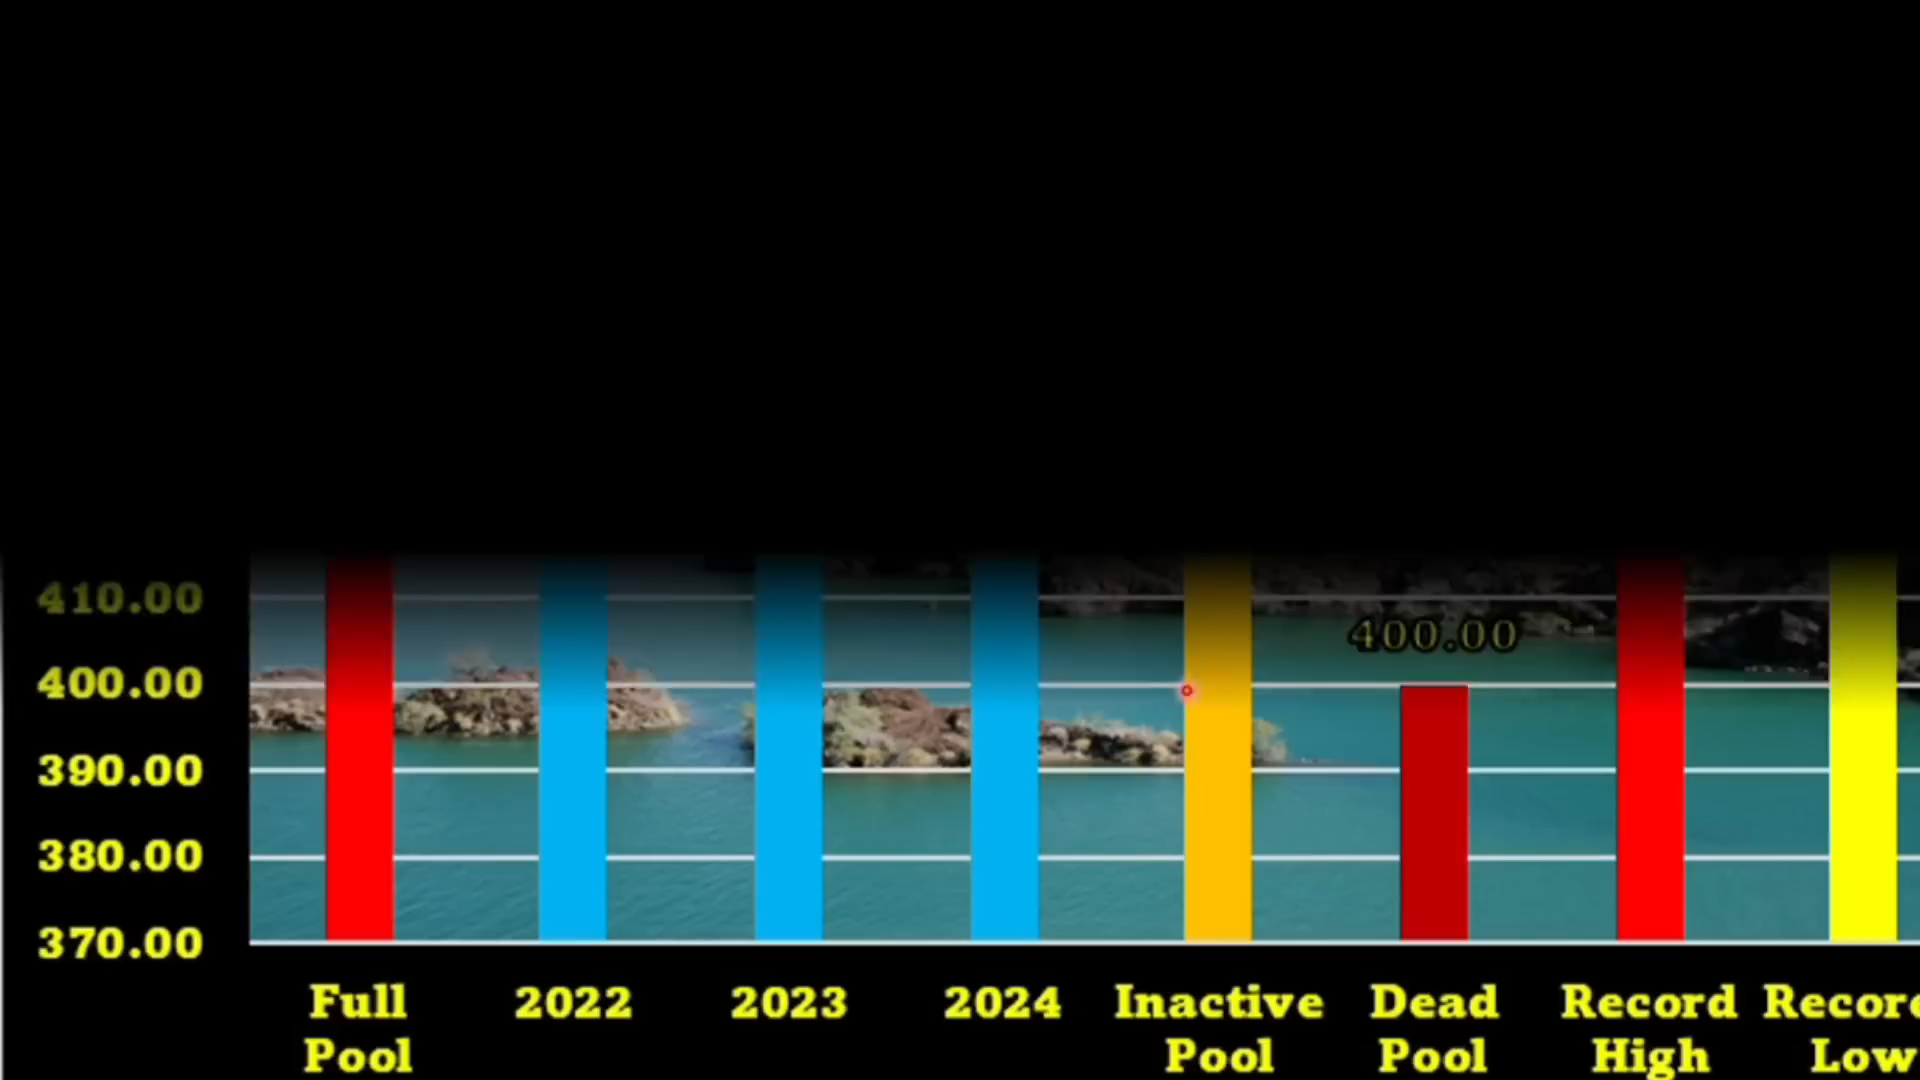 410.00
400.00
400.00
390.00
380.00
370.00
Full Pool
2022
2023
2024
Inactive Pool
Dead Pool
Record High
Low